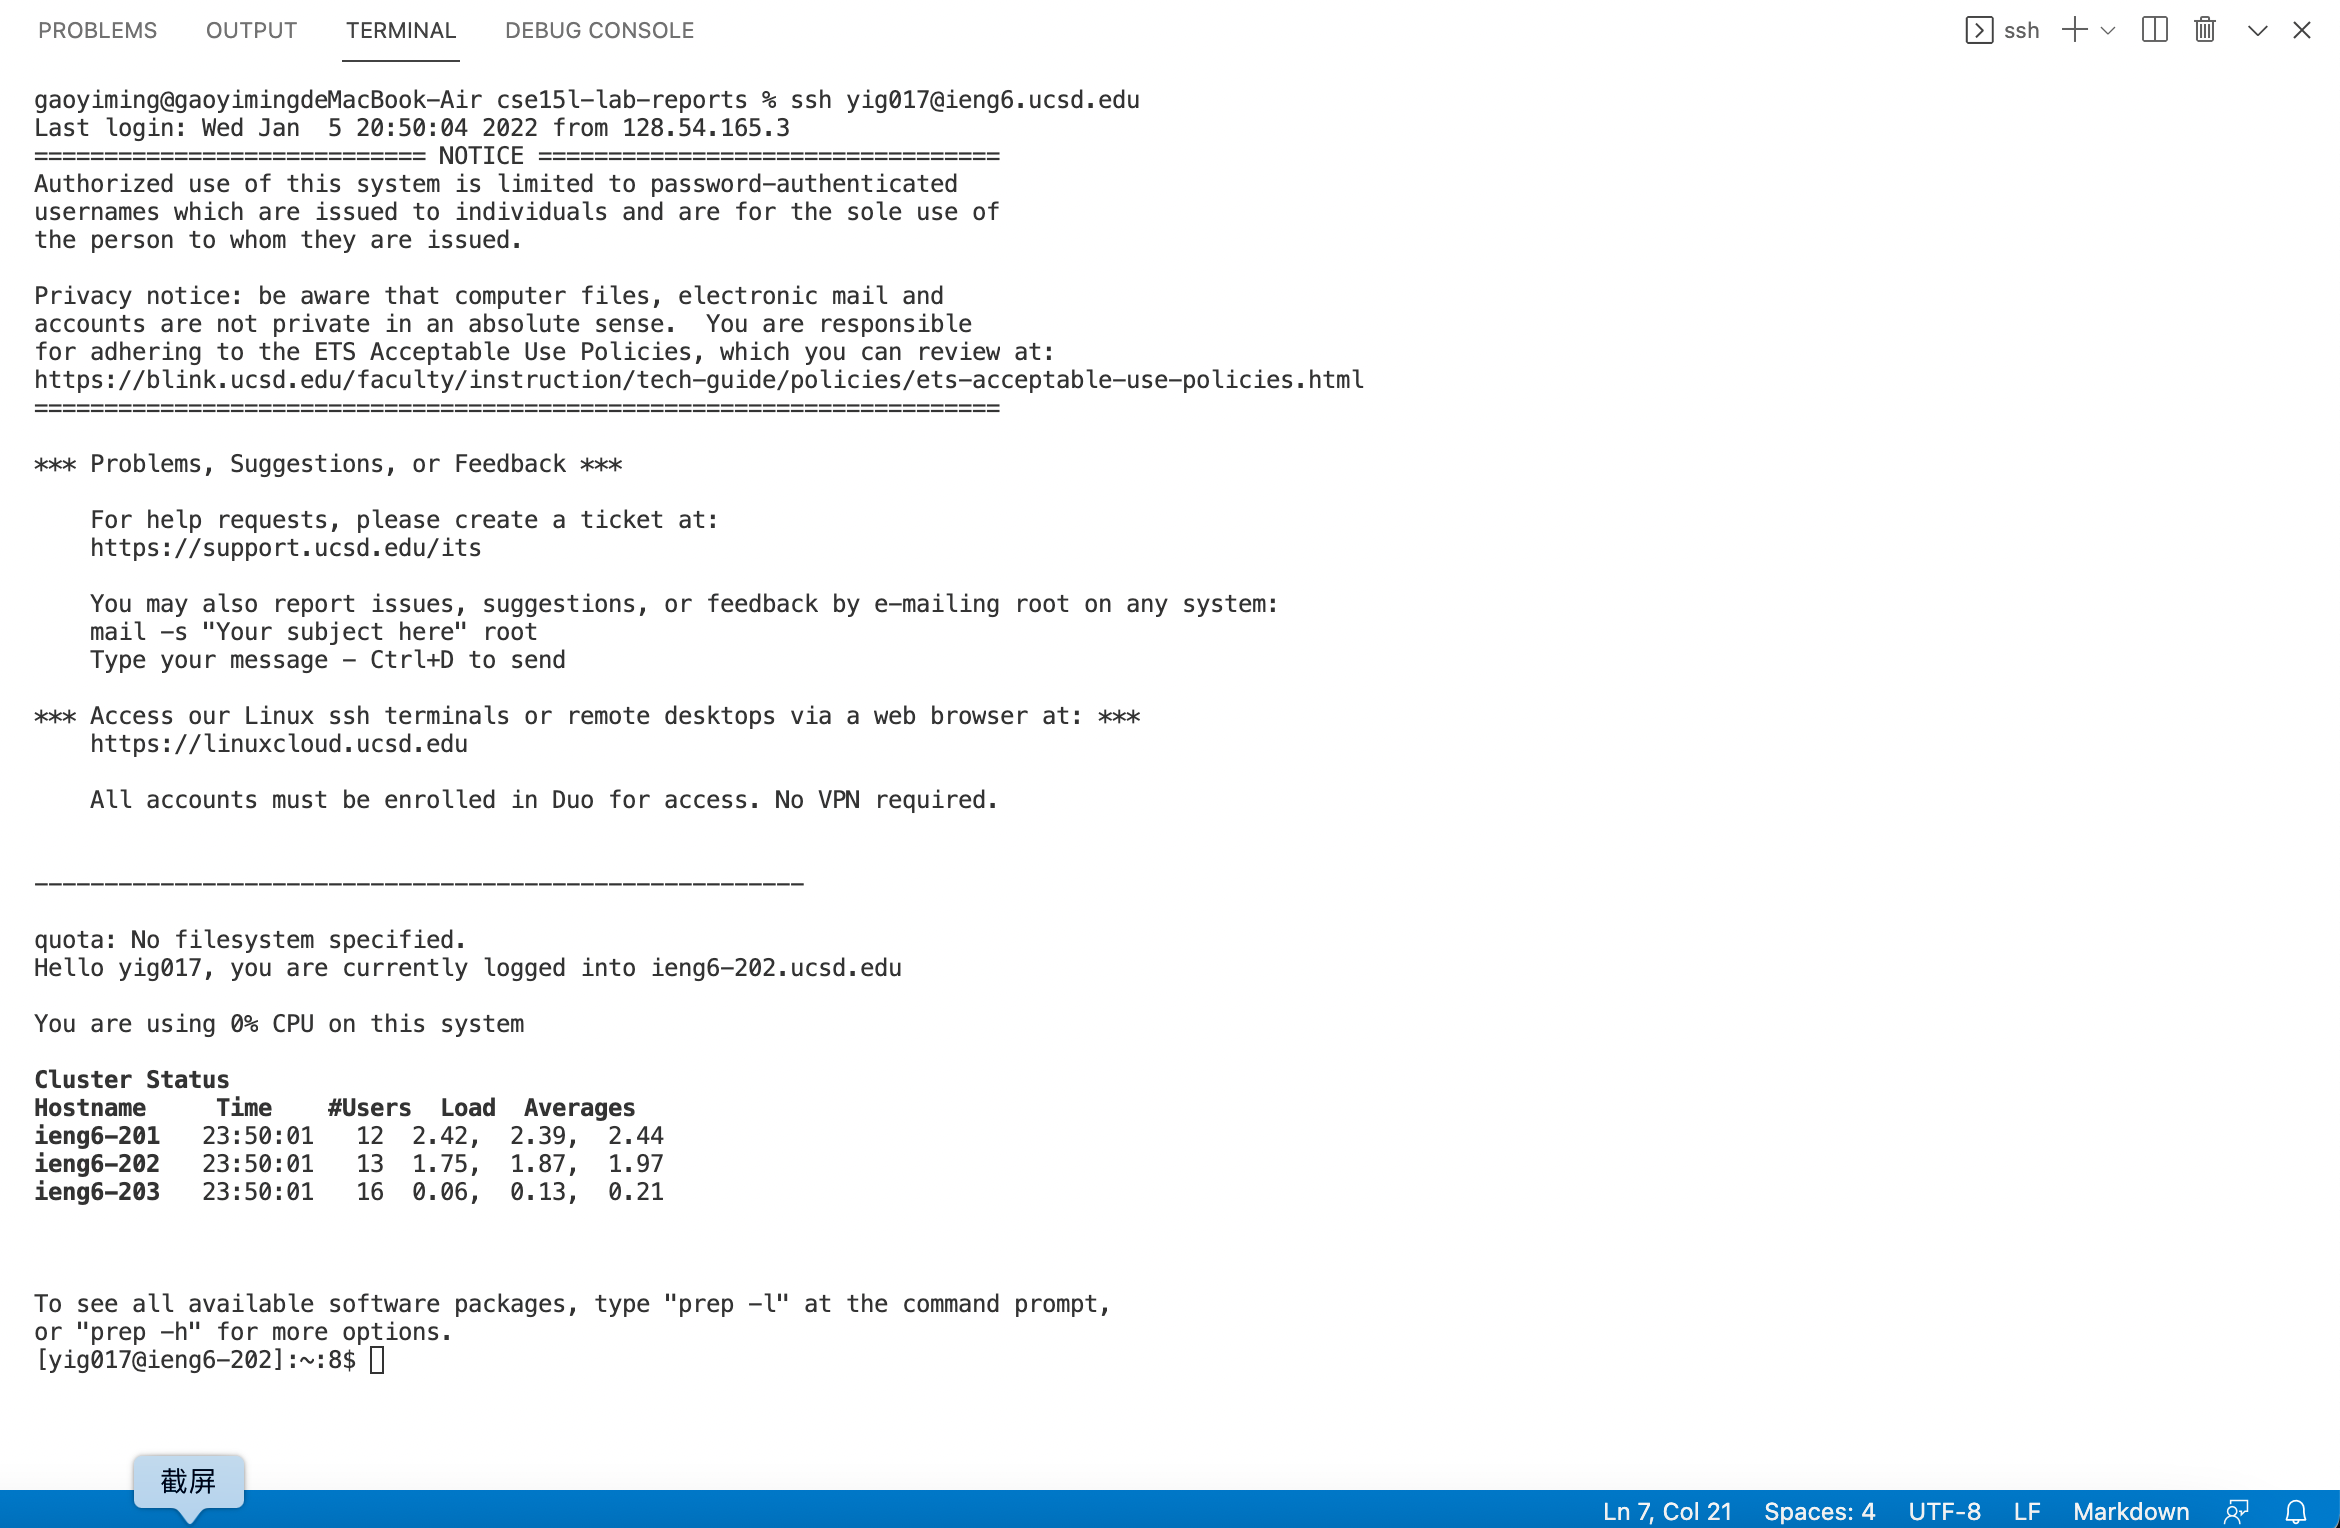 PROBLEMS OUTPUT TERMINAL DEBUG CONSOLE ssh
gaoyiming@gaoyimingdeMacBook-Air cse15l-lab-reports % ssh yig017@ieng6.ucsd.edu
Last login: Wed Jan  5 20:50:04 2022 from 128.54.165.3
============================ NOTICE =================================
Authorized use of this system is limited to password-authenticated
usernames which are issued to individuals and are for the sole use of
the person to whom they are issued.

Privacy notice: be aware that computer files, electronic mail and
accounts are not private in an absolute sense.  You are responsible
for adhering to the ETS Acceptable Use Policies, which you can review at:
https://blink.ucsd.edu/faculty/instruction/tech-guide/policies/ets-acceptable-use-policies.html
=====================================================================

*** Problems, Suggestions, or Feedback ***

    For help requests, please create a ticket at:
    https://support.ucsd.edu/its

    You may also report issues, suggestions, or feedback by e-mailing root on any system:
    mail -s "Your subject here" root
    Type your message - Ctrl+D to send

*** Access our Linux ssh terminals or remote desktops via a web browser at: ***
    https://linuxcloud.ucsd.edu

    All accounts must be enrolled in Duo for access. No VPN required.

-------------------------------------------------------

quota: No filesystem specified.
Hello yig017, you are currently logged into ieng6-202.ucsd.edu

You are using 0% CPU on this system

Cluster Status
Hostname     Time    #Users  Load  Averages
ieng6-201   23:50:01   12  2.42,  2.39,  2.44
ieng6-202   23:50:01   13  1.75,  1.87,  1.97
ieng6-203   23:50:01   16  0.06,  0.13,  0.21

To see all available software packages, type "prep -l" at the command prompt,
or "prep -h" for more options.
[yig017@ieng6-202]:~:8$
截屏
Ln 7, Col 21 Spaces: 4 UTF-8 LF Markdown